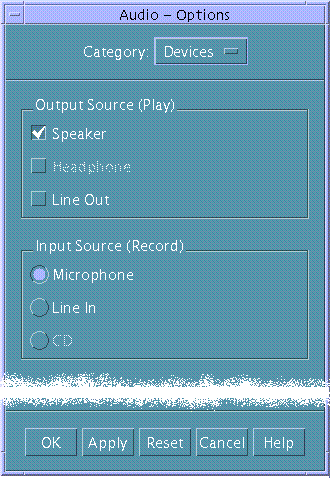 Audio – Options
Category: Devices
Output Source (Play)
Speaker
Headphone
Line Out
Input Source (Record)
Microphone
Line In
CD
OK Apply Reset Cancel Help